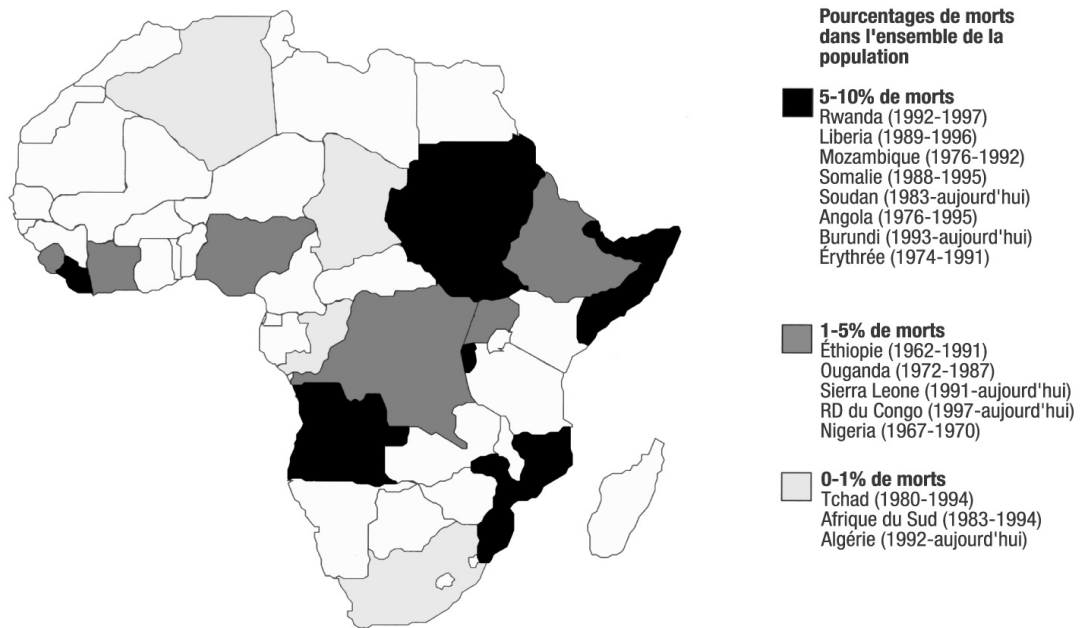 Pourcentages de morts
dans l'ensemble de la
population
5-10% de morts
Rwanda (1992-1997)
Liberia (1989-1996)
Mozambique (1976-1992)
Somalie (1988-1995)
Soudan (1983-aujourd'hui)
Angola (1976-1995)
Burundi (1993-aujourd'hui)
Érythrée (1974-1991)
1-5% de morts
Éthiopie (1962-1991)
Ouganda (1972-1987)
Sierra Leone (1991-aujourd'hui)
RD du Congo (1997-aujourd'hui)
Nigeria (1967-1970)
0-1% de morts
Tchad (1980-1994)
Afrique du Sud (1983-1994)
Algérie (1992-aujourd'hui)